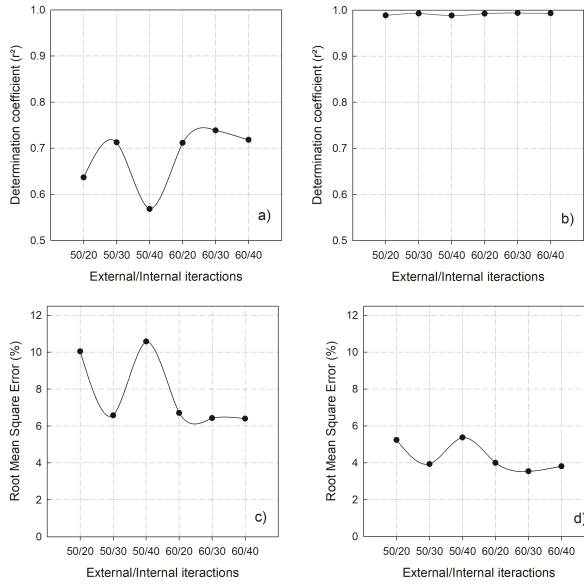 Determination coefficient (r²)
1.0
0.9
0.8
0.7
0.6
0.5
a)
50/20 50/30 50/40 60/20 60/30 60/40
External/Internal iteractions
Determination coefficient (r²)
1.0
0.9
0.8
0.7
0.6
0.5
b)
50/20 50/30 50/40 60/20 60/30 60/40
External/Internal iteractions
Root Mean Square Error (%)
12
10
8
6
4
2
0
c)
50/20 50/30 50/40 60/20 60/30 60/40
External/Internal iteractions
Root Mean Square Error (%)
12
10
8
6
4
2
0
d)
50/20 50/30 50/40 60/20 60/30 60/40
External/Internal iteractions